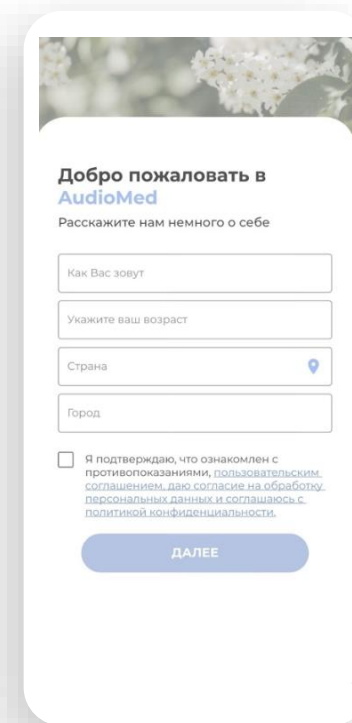 Добро пожаловать в
AudioMed
Расскажите нам немного о себе
Как Вас зовут
Укажите ваш возраст
Страна
Город
Я подтверждаю, что ознакомлен с
противопоказаниями, пользовательским
соглашением, даю согласие на обработку
персональных данных и соглашаюсь с
политикой конфиденциальности.
ДАЛЕЕ